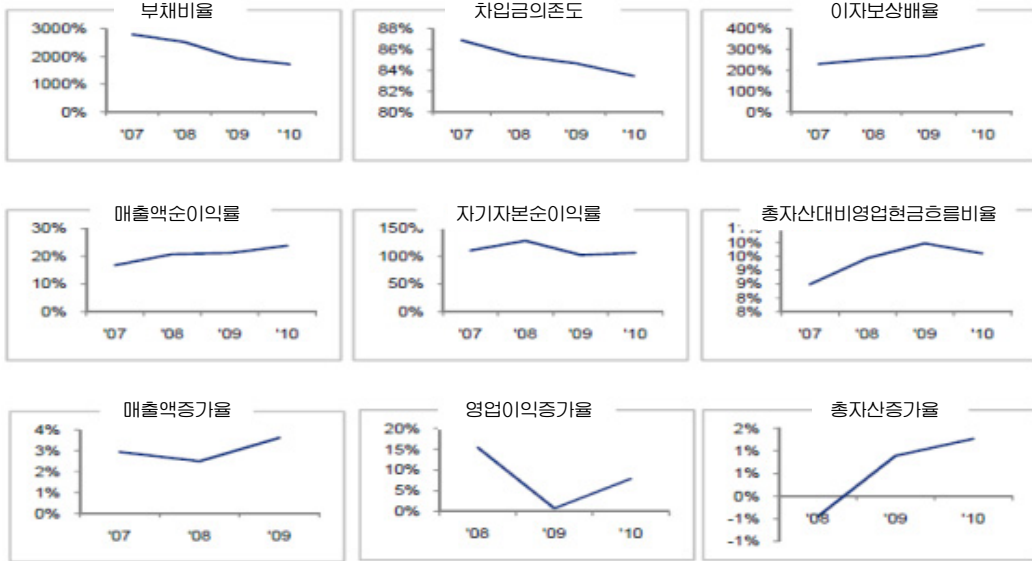 부채비율
3000%
2000%
1000%
0%
'07 '08 '09 '10
차입금의존도
88%
86%
84%
82%
80%
'07 '08 '09 '10
이자보상배율
400%
300%
200%
100%
0%
'07 '08 '09 '10
매출액순이익률
30%
20%
10%
0%
'07 '08 '09 '10
자기자본순이익률
150%
100%
50%
0%
'07 '08 '09 '10
총자산대비영업현금흐름비율
11%
10%
10%
9%
9%
8%
8%
'07 '08 '09 '10
매출액증가율
4%
3%
2%
1%
0%
'07 '08 '09
영업이익증가율
20%
15%
10%
5%
0%
'08 '09 '10
총자산증가율
2%
1%
1%
0%
-1%
-1%
'08 '09 '10